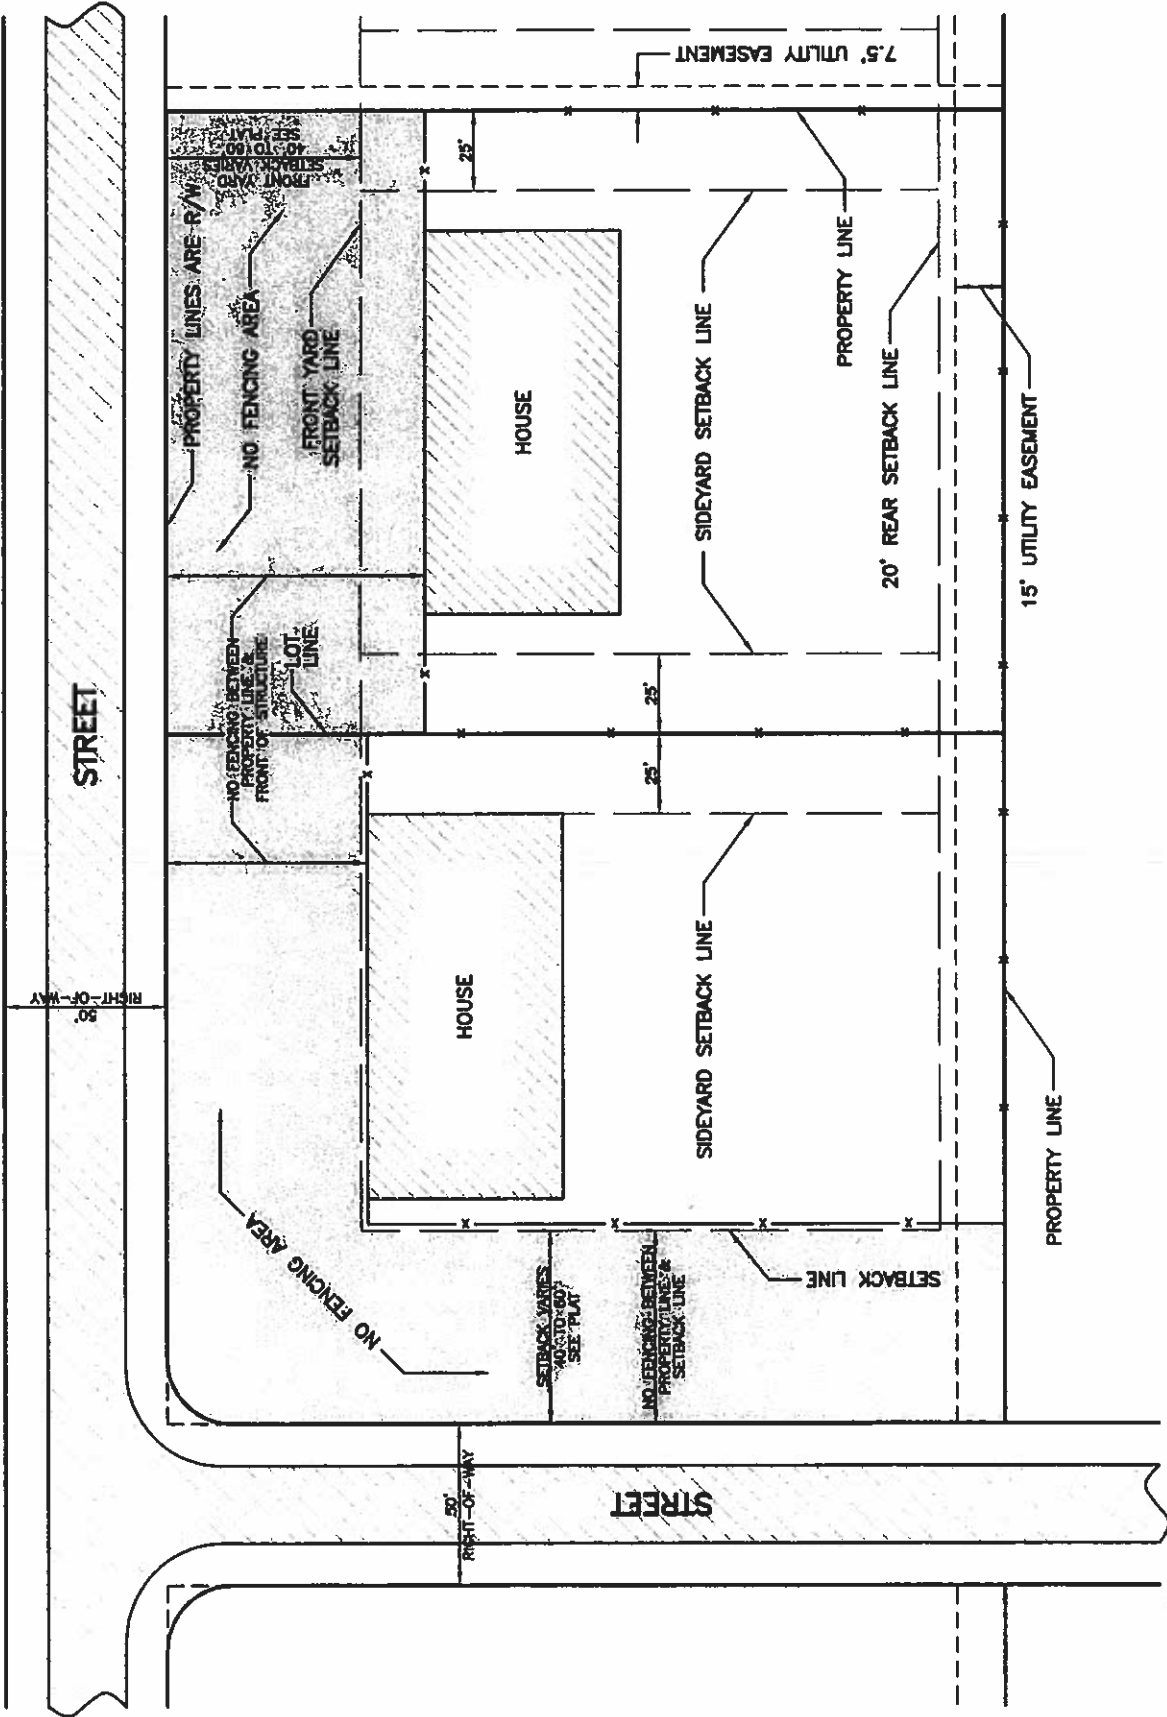 STREET
50'
RIGHT-OF-WAY
PROPERTY LINES ARE R/W
NO FENCING AREA
FRONT YARD
SETBACK LINE
FRONT YARD
SETBACK VARIES
40' TO 60'
SEE PLAT
7.5' UTILITY EASEMENT
NO FENCING BETWEEN
PROPERTY LINE &
FRONT OF STRUCTURE
LOT
LINE
25'
HOUSE
SIDEYARD SETBACK LINE
PROPERTY LINE
20' REAR SETBACK LINE
15' UTILITY EASEMENT
25'
25'
HOUSE
SIDEYARD SETBACK LINE
PROPERTY LINE
NO FENCING AREA
SETBACK VARIES
40' TO 60'
SEE PLAT
NO FENCING BETWEEN
PROPERTY LINE &
SETBACK LINE
SETBACK LINE
50'
RIGHT-OF-WAY
STREET